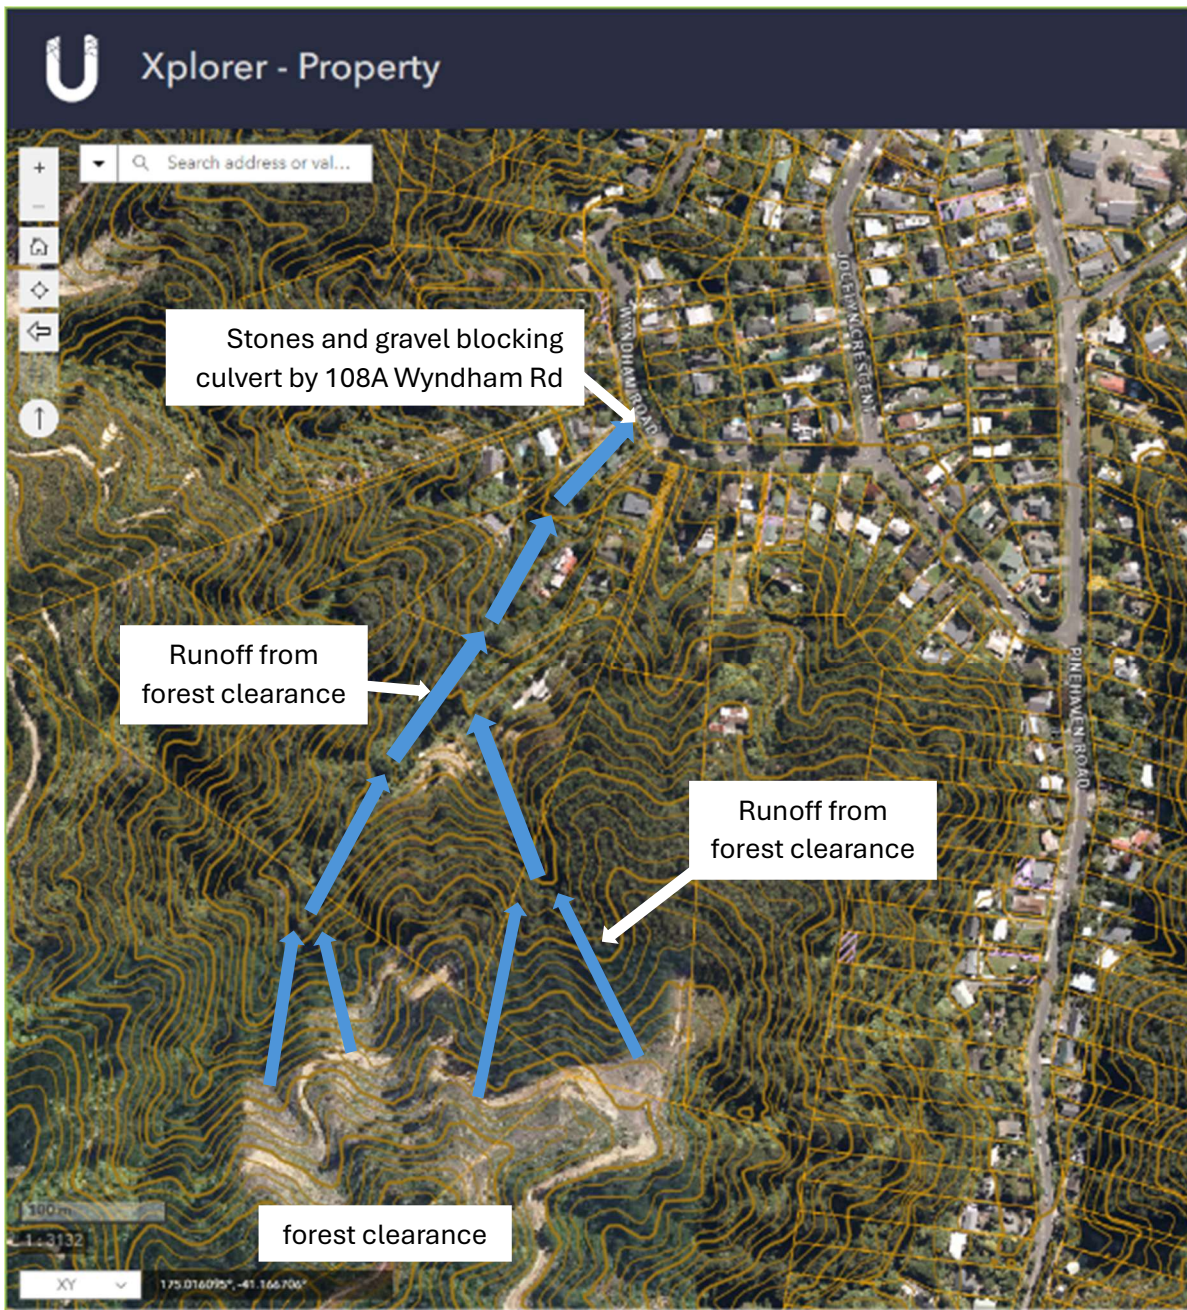 Xplorer - Property
Search address or val...
JOCELYN CRESCENT
WYNDHAM ROAD
Stones and gravel blocking
culvert by 108A Wyndham Rd
Runoff from
forest clearance
PINEHAVEN ROAD
Runoff from
forest clearance
100 m
1 : 3132
forest clearance
XY
175.016095°, -41.166706°